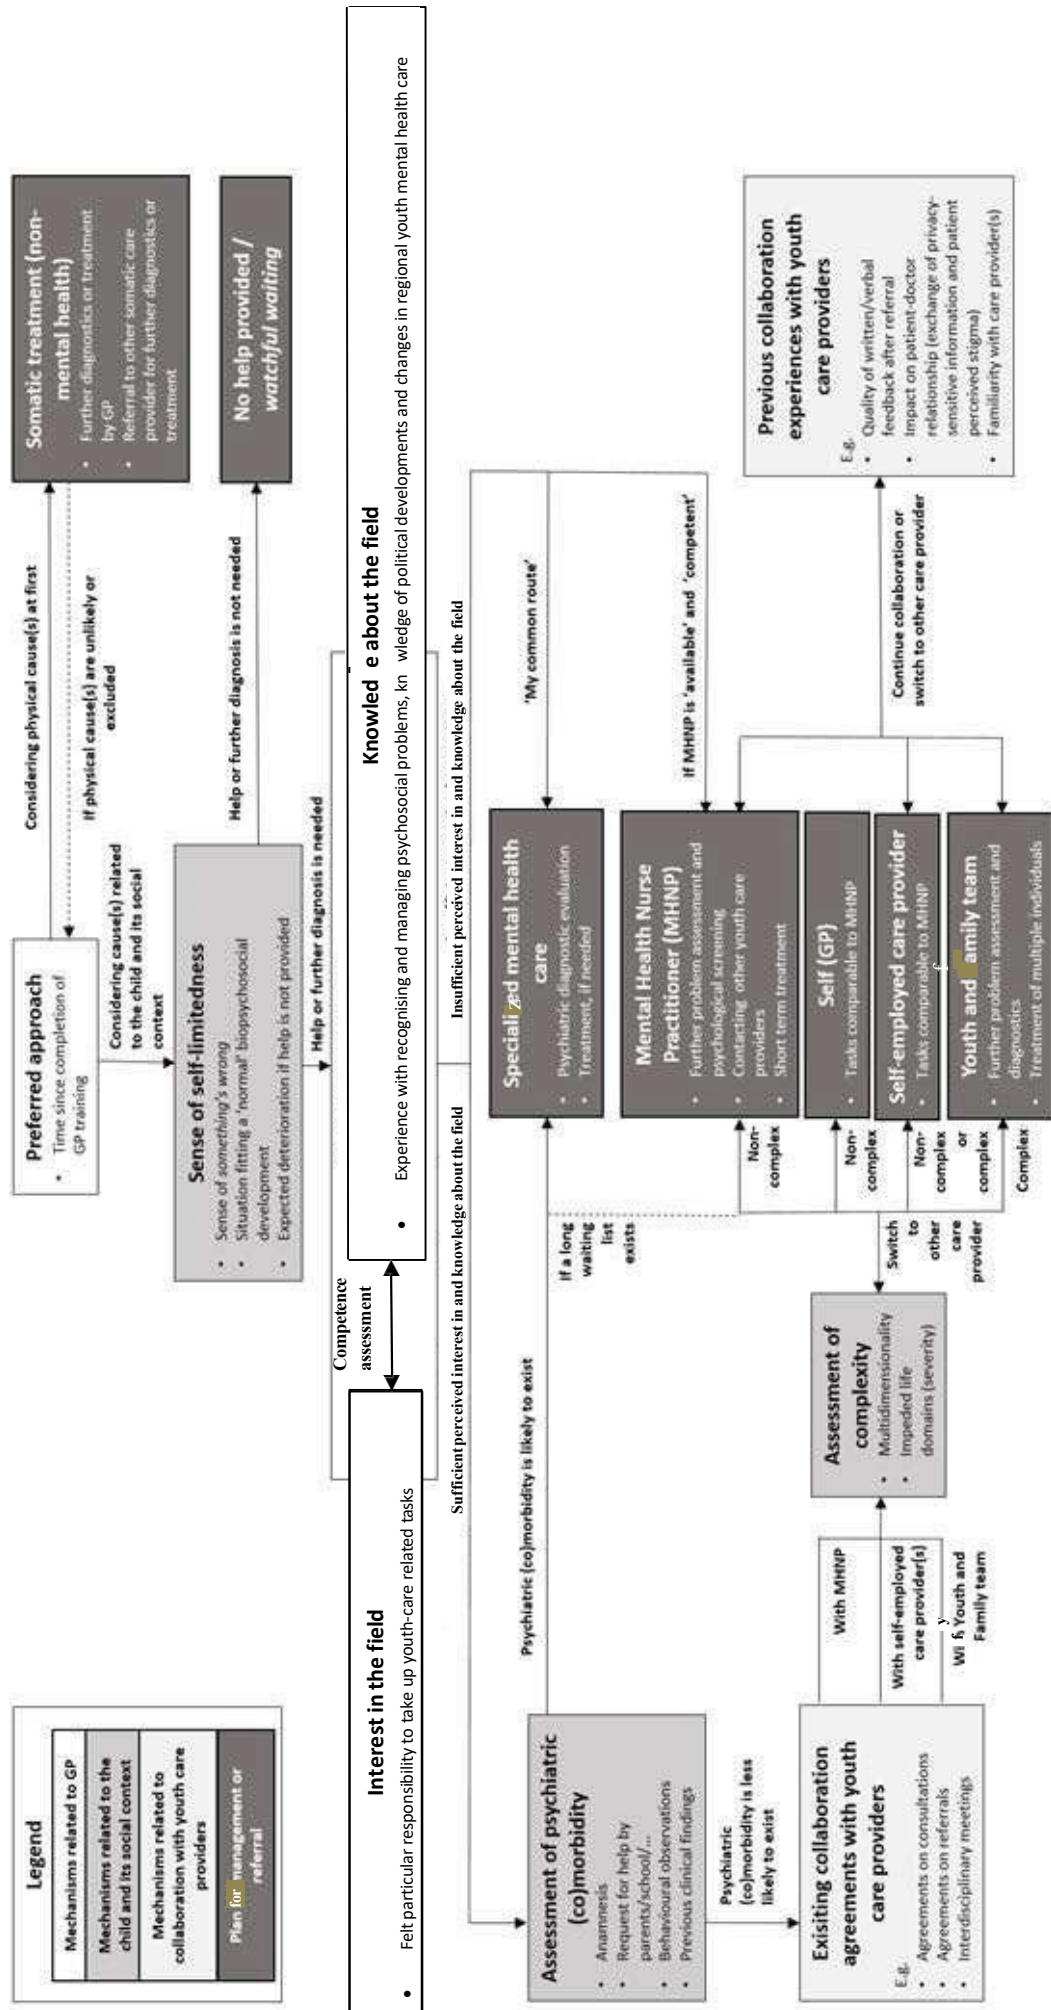 Legend
Mechanisms related to GP
Mechanisms related to the
child and its social context
Mechanisms related to
collaboration with youth care
providers
Plan for management or
referral
Preferred approach
• Time since completion of
GP training
Considering physical cause(s) at first
If physical cause(s) are unlikely or
excluded
Somatic treatment (non-
mental health)
• Further diagnostics or treatment
by GP
• Referral to other somatic care
provider for further diagnostics or
treatment
Considering cause(s) related
to the child and its social
context
Sense of self-limitedness
• Sense of something's wrong
• Situation fitting a 'normal' biopsychosocial
development
• Expected deterioration if help is not provided
Help or further diagnosis is not needed
No help provided /
watchful waiting
Help or further diagnosis is needed
Interest in the field
• Felt particular responsibility to take up youth-care related tasks
Competence
assessment
Knowled e about the field
• Experience with recognising and managing psychosocial problems, kn wledge of political developments and changes in regional youth mental health care
Sufficient perceived interest in and knowledge about the field
Insufficient perceived interest in and knowledge about the field
Assessment of psychiatric
(co)morbidity
• Anamnesis
• Request for help by
parents/school/...
• Behavioural observations
• Previous clinical findings
Psychiatric (co)morbidity is likely to exist
Specialized mental health
care
• Psychiatric diagnostic evaluation
• Treatment, if needed
'My common route'
If MHNP is 'available' and 'competent'
If a long
waiting
list
exists
Psychiatric
(co)morbidity is less
likely to exist
Mental Health Nurse
Practitioner (MHNP)
• Further problem assessment and
psychological screening
• Contacting other youth care
providers
• Short term treatment
Non-
complex
Self (GP)
• Tasks comparable to MHNP
Non-
complex
Self-employed care provider
• Tasks comparable to MHNP
Non-
complex
or
complex
f
Youth and amily team
• Further problem assessment and
diagnostics
• Treatment of multiple individuals
Complex
Exisiting collaboration
agreements with youth
care providers
E.g.
• Agreements on consultations
• Agreements on referrals
• Interdisciplinary meetings
With MHNP
With self-employed
care provider(s)
y
Youth and
Family team
Assessment of
complexity
• Multidimensionality
• Impeded life
domains (severity)
Switch
to
other
care
provider
Continue collaboration or
switch to other care provider
Previous collaboration
experiences with youth
care providers
E.g.
• Quality of written/verbal
feedback after referral
• Impact on patient-doctor
relationship (exchange of privacy-
sensitive information and patient
perceived stigma)
• Familiarity with care provider(s)